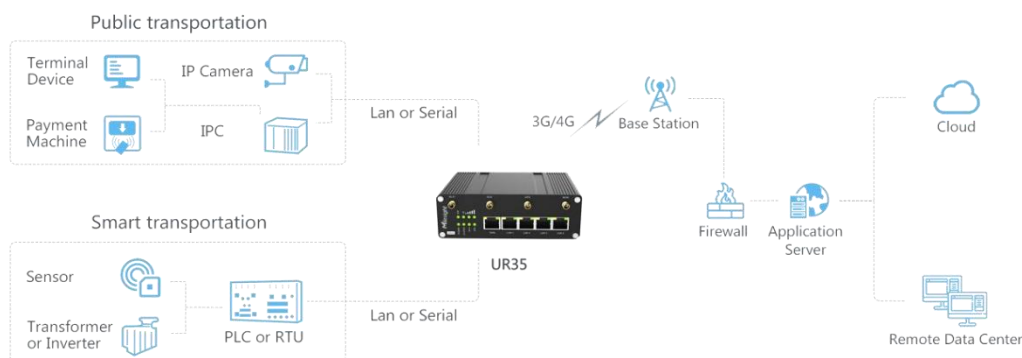 Public transportation
Terminal
Device
IP Camera
Payment
Machine
IPC
Lan or Serial
3G/4G
Base Station
Cloud
Firewall
Application
Server
Smart transportation
UR35
Sensor
Transformer
or Inverter
PLC or RTU
Lan or Serial
Remote Data Center
Milesight